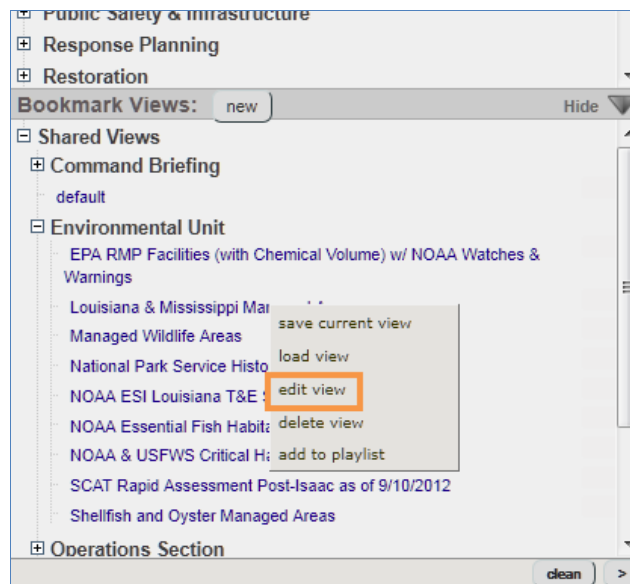 Public Safety & Infrastructure
Response Planning
Restoration
Bookmark Views: new Hide
Shared Views
Command Briefing
default
Environmental Unit
EPA RMP Facilities (with Chemical Volume) w/ NOAA Watches &
Warnings
Louisiana & Mississippi
Managed Wildlife Areas
National Park Service
NOAA ESI Louisiana T&E
NOAA Essential Fish
NOAA & USFWS Critical
SCAT Rapid Assessment Post-Isaac as of 9/10/2012
Shellfish and Oyster Managed Areas
Operations Section
save current view
load view
edit view
delete view
add to playlist
clean >